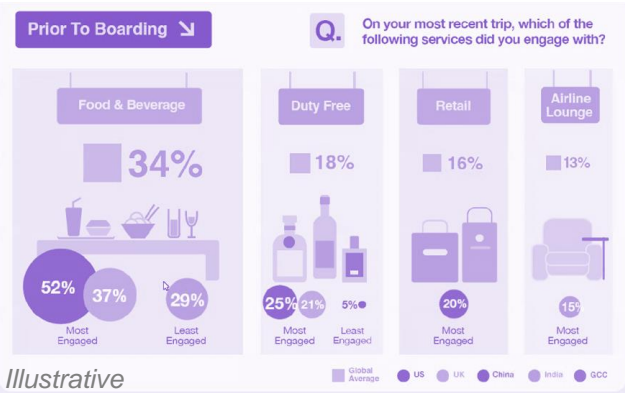 Prior To Boarding
Q.
On your most recent trip, which of the
following services did you engage with?
Food & Beverage
34%
52%
37%
29%
Most
Engaged
Least
Engaged
Duty Free
18%
25%
21%
5%
Most
Engaged
Least
Engaged
Retail
16%
20%
Most
Engaged
Airline
Lounge
13%
15%
Most
Engaged
Illustrative
Global
Average
US
UK
China
India
GCC